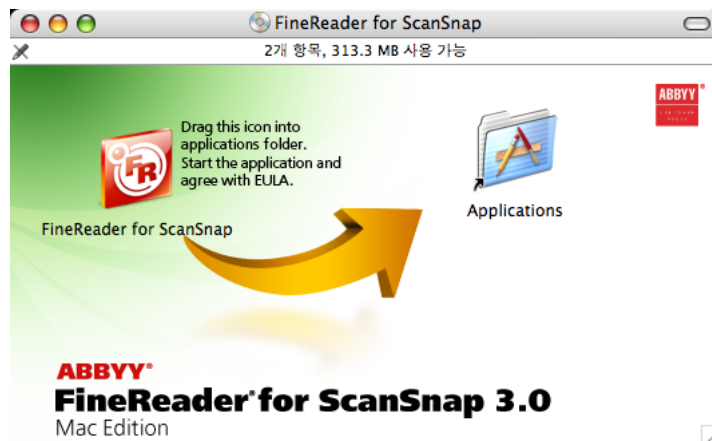 FineReader for ScanSnap
2개 항목, 313.3 MB 사용 가능
ABBYY®
Drag this icon into
applications folder.
Start the application and
agree with EULA.
FineReader for ScanSnap
Applications
ABBYY®
FineReader® for ScanSnap 3.0
Mac Edition